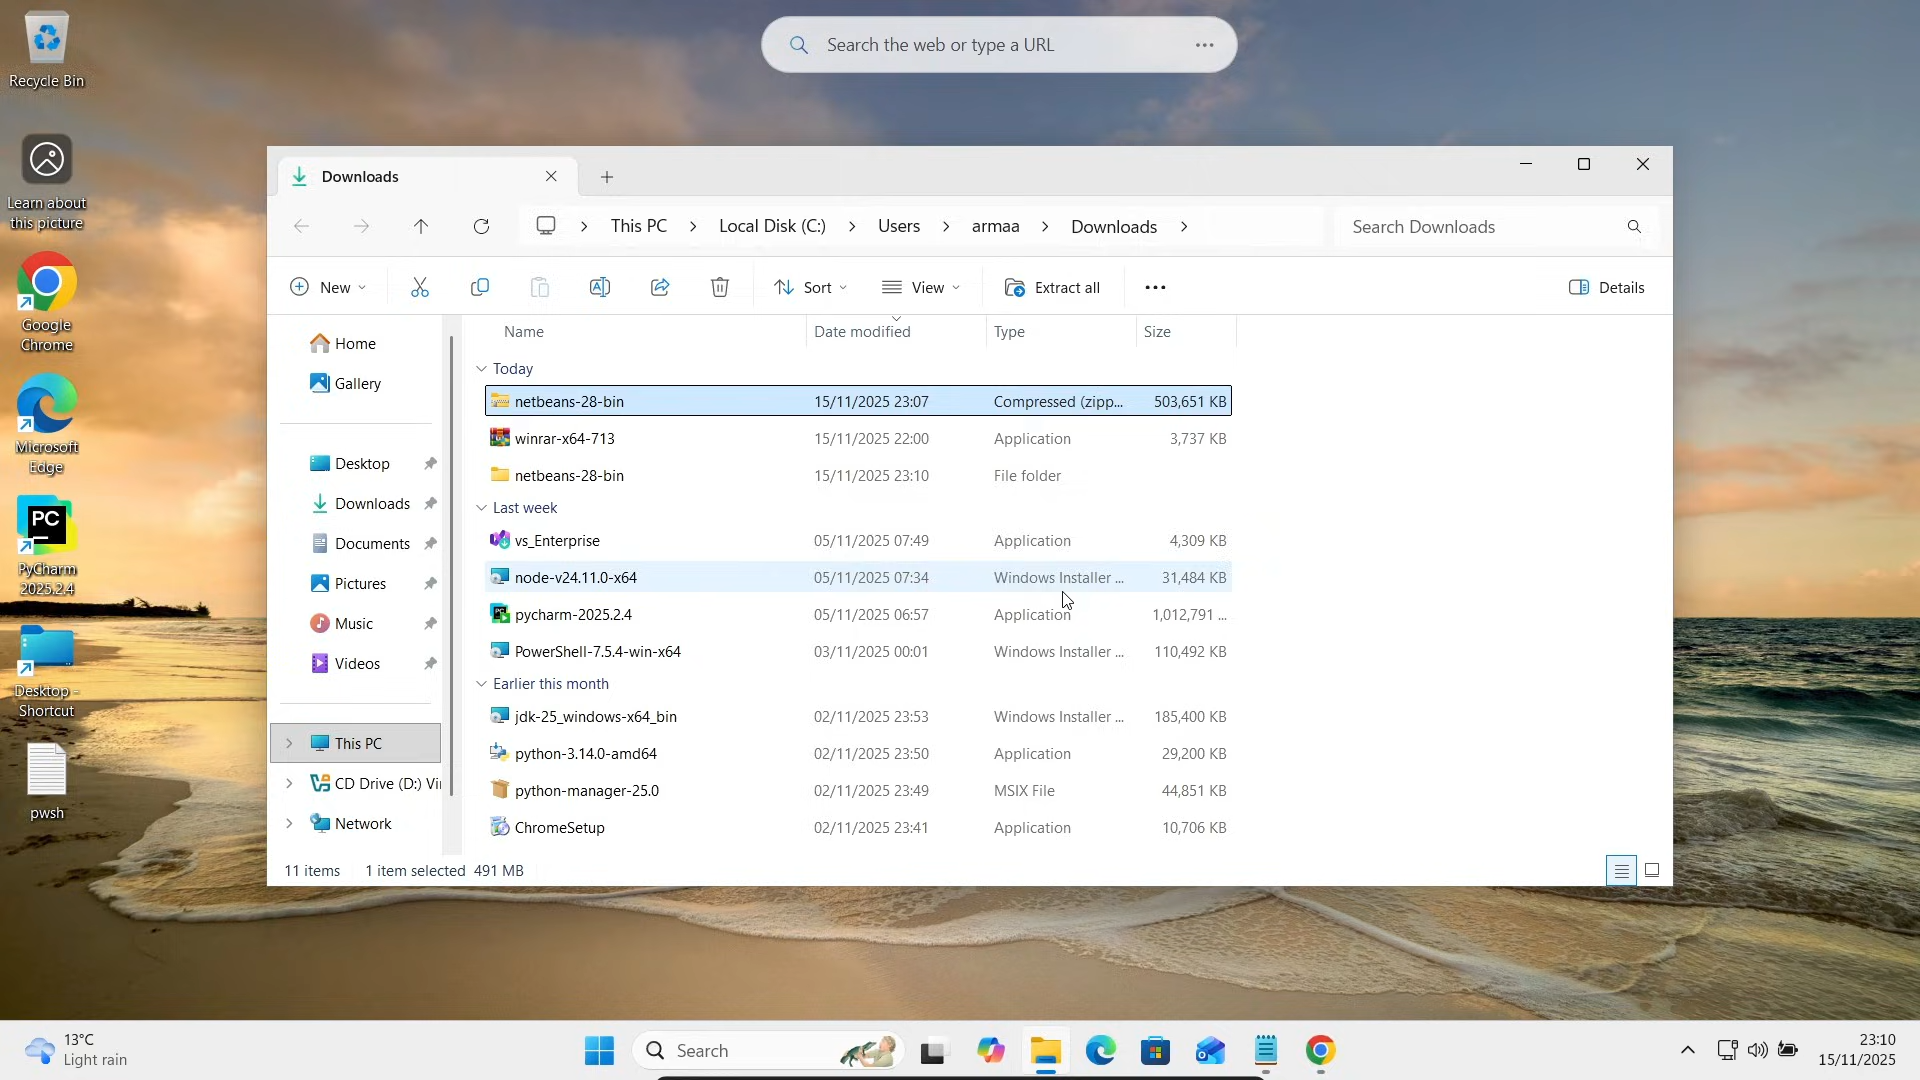 Recycle Bin
Learn about
this picture
Google
Chrome
Microsoft
Edge
PC
PyCharm
2025.2.4
Desktop -
Shortcut
pwsh
Search the web or type a URL
Downloads
This PC
Local Disk (C:)
Users
armaa
Downloads
Search Downloads
New
Sort
View
Extract all
Details
Home
Gallery
Desktop
Downloads
Documents
Pictures
Music
Videos
This PC
CD Drive (D:) Vi
Network
Name Date modified Type Size
Today
netbeans-28-bin 15/11/2025 23:07 Compressed (zipp... 503,651 KB
winrar-x64-713 15/11/2025 22:00 Application 3,737 KB
netbeans-28-bin 15/11/2025 23:10 File folder
Last week
vs_Enterprise 05/11/2025 07:49 Application 4,309 KB
node-v24.11.0-x64 05/11/2025 07:34 Windows Installer ... 31,484 KB
pycharm-2025.2.4 05/11/2025 06:57 Application 1,012,791 ...
PowerShell-7.5.4-win-x64 03/11/2025 00:01 Windows Installer ... 110,492 KB
Earlier this month
jdk-25_windows-x64_bin 02/11/2025 23:53 Windows Installer ... 185,400 KB
python-3.14.0-amd64 02/11/2025 23:50 Application 29,200 KB
python-manager-25.0 02/11/2025 23:49 MSIX File 44,851 KB
ChromeSetup 02/11/2025 23:41 Application 10,706 KB
11 items 1 item selected 491 MB
13°C
Light rain
Search
23:10
15/11/2025